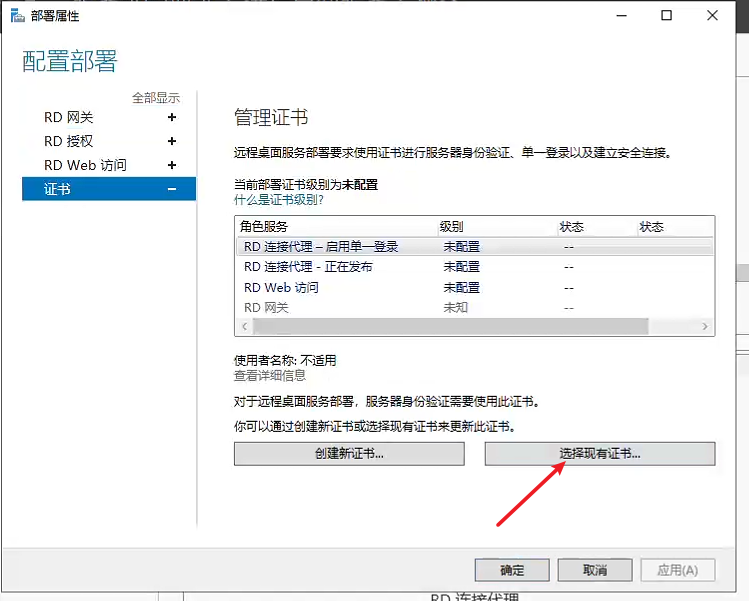 部署属性
配置部署
全部显示
RD 网关 +
RD 授权 +
RD Web 访问 +
证书 −
管理证书
远程桌面服务部署要求使用证书进行服务器身份验证、单一登录以及建立安全连接。
当前部署证书级别为未配置
什么是证书级别?
角色服务 级别 状态 状态
RD 连接代理 – 启用单一登录 未配置 --
RD 连接代理 - 正在发布 未配置 --
RD Web 访问 未配置 --
RD 网关 未知 --
使用者名称: 不适用
查看详细信息
对于远程桌面服务部署，服务器身份验证需要使用此证书。
你可以通过创建新证书或选择现有证书来更新此证书。
创建新证书... 选择现有证书...
确定 取消 应用(A)
RD 连接代理